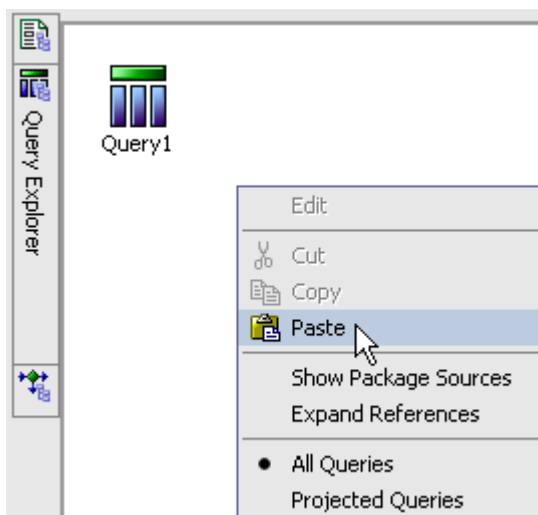 Query Explorer
Query1
Edit
Cut
Copy
Paste
Show Package Sources
Expand References
All Queries
Projected Queries